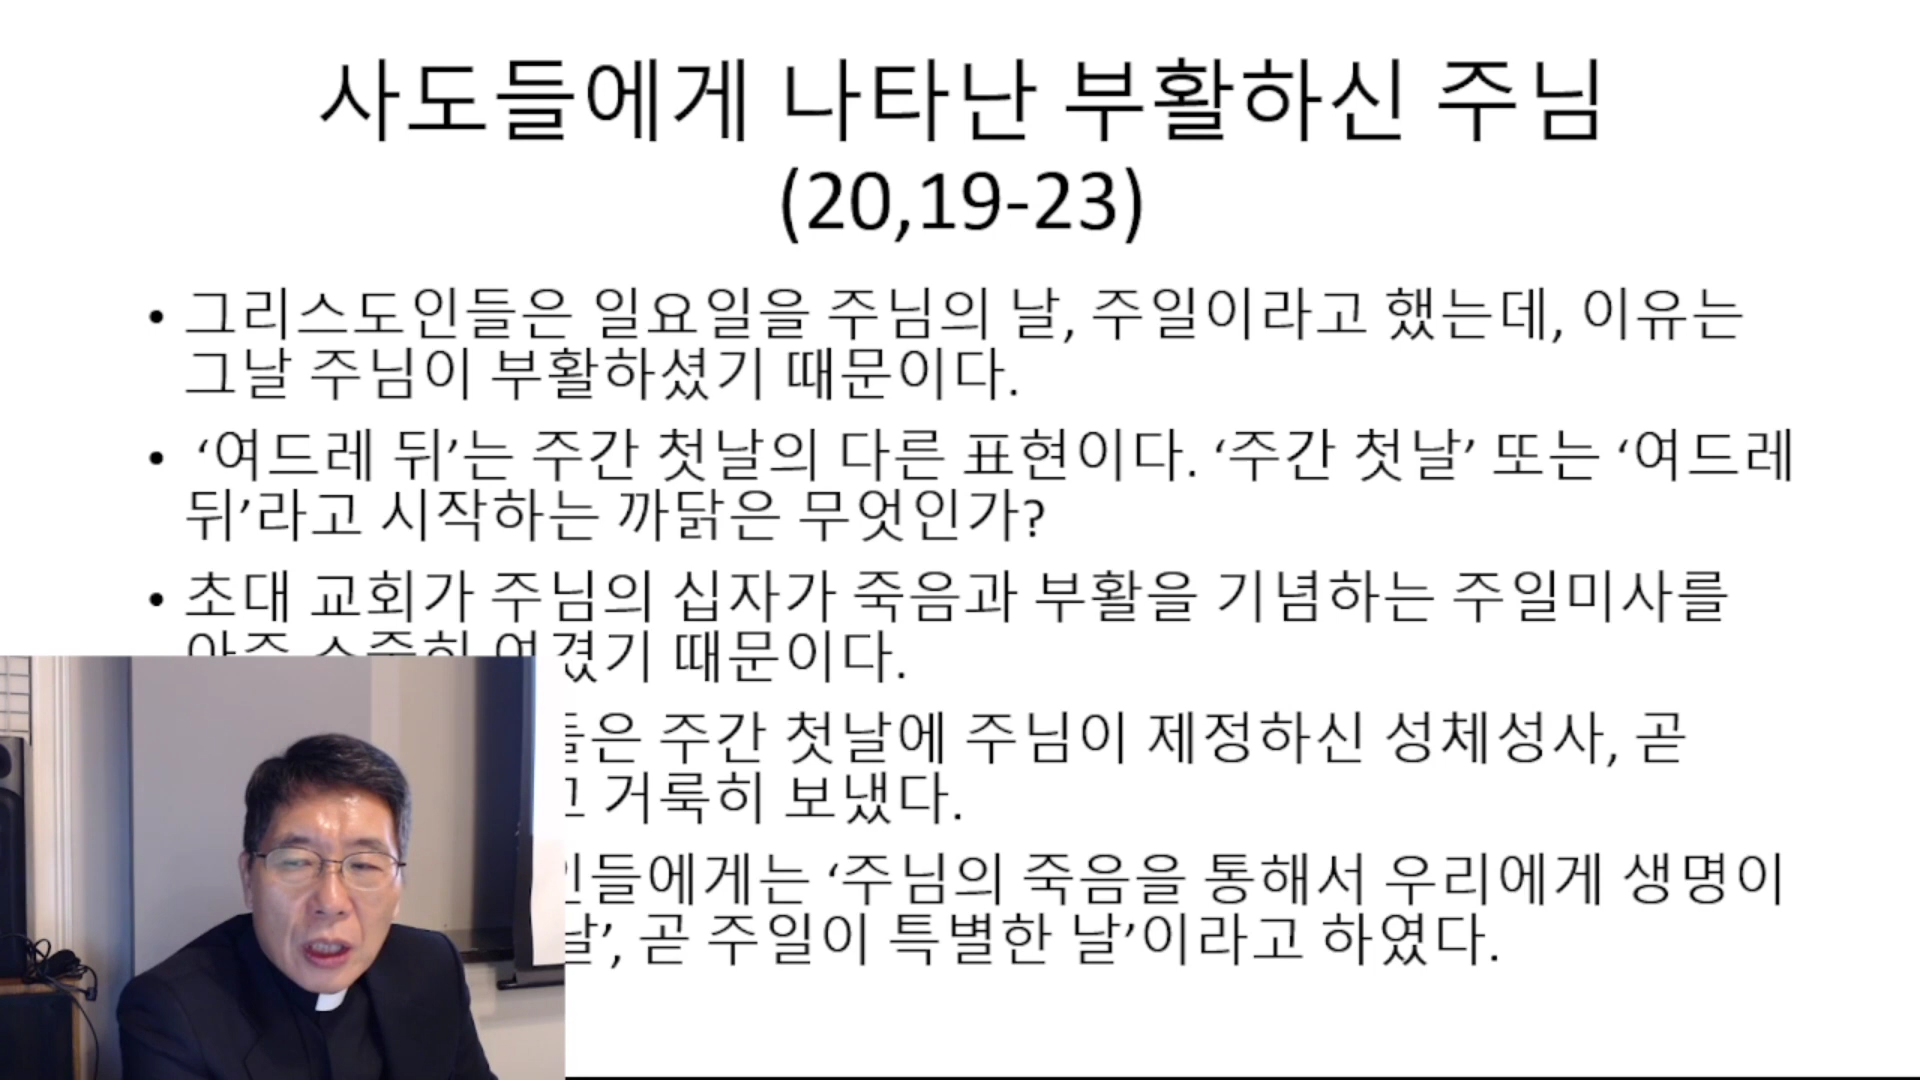 사도들에게 나타난 부활하신 주님
(20,19-23)
• 그리스도인들은 일요일을 주님의 날, 주일이라고 했는데, 이유는
그날 주님이 부활하셨기 때문이다.
• ‘여드레 뒤’는 주간 첫날의 다른 표현이다. ‘주간 첫날’ 또는 ‘여드레
뒤’라고 시작하는 까닭은 무엇인가?
• 초대 교회가 주님의 십자가 죽음과 부활을 기념하는 주일미사를
아주 소중히 여겼기 때문이다.
은 주간 첫날에 주님이 제정하신 성체성사, 곧
거룩히 보냈다.
들에게는 ‘주님의 죽음을 통해서 우리에게 생명이
날’, 곧 주일이 특별한 날’이라고 하였다.